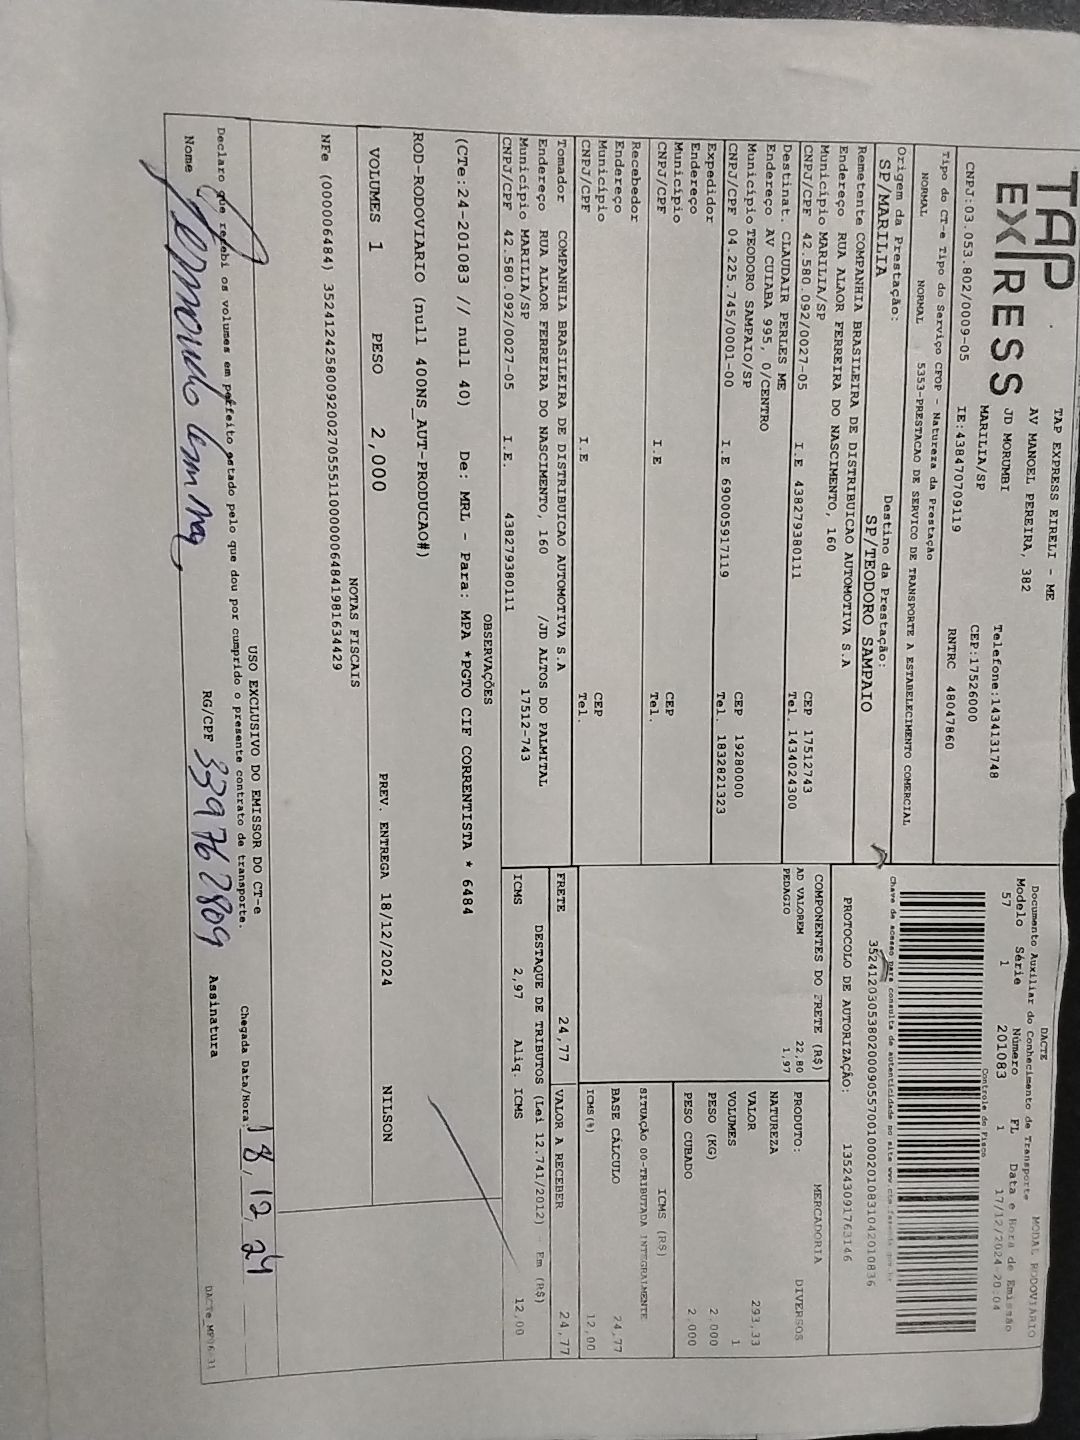 TAP
EXPRESS
TAP EXPRESS EIRELI - ME
AV MANOEL PEREIRA, 382
JD MORUMBI
MARILIA/SP
Telefone:1434131748
CEP:17526000
CNPJ:03.053.802/0009-05 IE:438470709119 RNTRC 48047860
Tipo do CT-e Tipo do Serviço CFOP - Natureza da Prestação
NORMAL NORMAL 5353-PRESTACAO DE SERVICO DE TRANSPORTE A ESTABELECIMENTO COMERCIAL
Origem da Prestação: Destino da Prestação:
SP/MARILIA SP/TEODORO SAMPAIO
Remetente COMPANHIA BRASILEIRA DE DISTRIBUICAO AUTOMOTIVA S.A
Endereço RUA ALAOR FERREIRA DO NASCIMENTO, 160
Município MARILIA/SP CEP 17512743
CNPJ/CPF 42.580.092/0027-05 I.E 438279380111 Tel. 1434024300
Destinat. CLAUDAIR PERLES ME
Endereço AV CUIABA 995, 0/CENTRO
Município TEODORO SAMPAIO/SP CEP 19280000
CNPJ/CPF 04.225.745/0001-00 I.E 690005917119 Tel. 1832821323
Expedidor
Endereço
Município CEP
CNPJ/CPF I.E Tel.
Recebedor
Endereço
Município CEP
CNPJ/CPF I.E Tel.
Tomador COMPANHIA BRASILEIRA DE DISTRIBUICAO AUTOMOTIVA S.A
Endereço RUA ALAOR FERREIRA DO NASCIMENTO, 160 /JD ALTOS DO PALMITAL
Município MARILIA/SP 17512-743
CNPJ/CPF 42.580.092/0027-05 I.E. 438279380111
DACTE
Documento Auxiliar do Conhecimento de Transporte MODAL RODOVIÁRIO
Modelo Série Número FL Data e Hora de Emissão
57 1 201083 1 17/12/2024-20:04
Controle do Fisco
Chave de acesso para consulta de autenticidade no site www.cte.fazenda.gov.br
35241203053802000905570010002010831042010836
PROTOCOLO DE AUTORIZAÇÃO: 135243091763146
COMPONENTES DO FRETE (R$)
AD VALOREM 22,80
PEDAGIO 1,97
PRODUTO: MERCADORIA DIVERSOS
NATUREZA
VALOR 293,33
VOLUMES 1
PESO (KG) 2.000
PESO CUBADO 2.000
ICMS (R$)
SITUAÇÃO 00-TRIBUTADA INTEGRALMENTE
BASE CÁLCULO 24,77
ICMS(%) 12,00
FRETE 24,77 VALOR A RECEBER 24,77
DESTAQUE DE TRIBUTOS (Lei 12.741/2012) - Em (R$)
ICMS 2,97 Aliq. ICMS 12,00
OBSERVAÇÕES
(CTe:24-201083 // null 40) De: MRL - Para: MPA *PGTO CIF CORRENTISTA * 6484
ROD-RODOVIARIO (null 400NS_AUT-PRODUCAO#)
VOLUMES 1 PESO 2,000 PREV. ENTREGA 18/12/2024 NILSON
NOTAS FISCAIS
NFe (000006484) 35241242580092002705551100000064841981634429
USO EXCLUSIVO DO EMISSOR DO CT-e
Declaro que recebi os volumes em perfeito estado pelo que dou por cumprido o presente contrato de transporte. Chegada Data/Hora: 18/12/24
Nome RG/CPF 339762809 Assinatura
DACTe_MP06-31